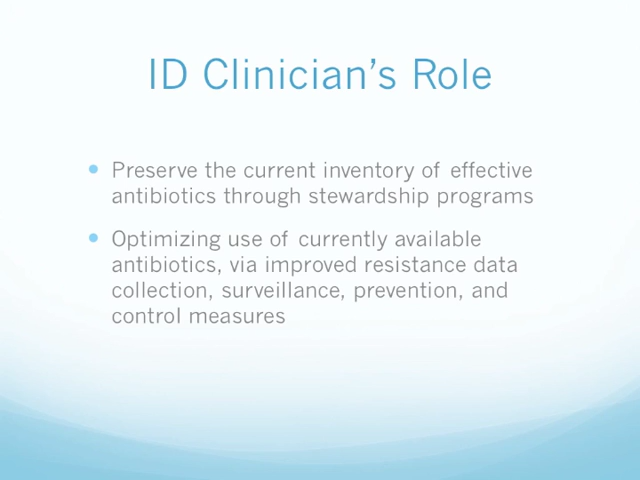 ID Clinician’s Role
• Preserve the current inventory of effective
antibiotics through stewardship programs
• Optimizing use of currently available
antibiotics, via improved resistance data
collection, surveillance, prevention, and
control measures